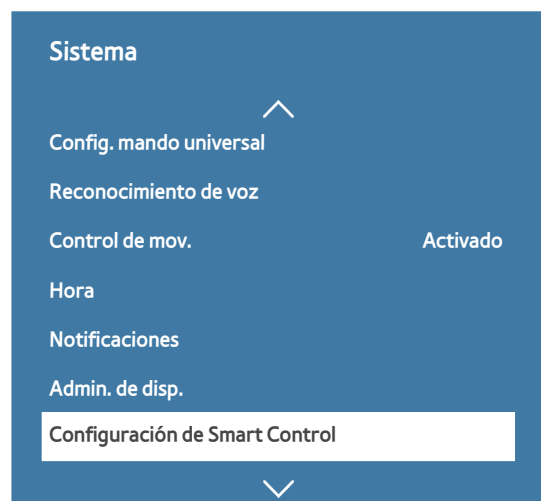 Sistema
Config. mando universal
Reconocimiento de voz
Control de mov. Activado
Hora
Notificaciones
Admin. de disp.
Configuración de Smart Control